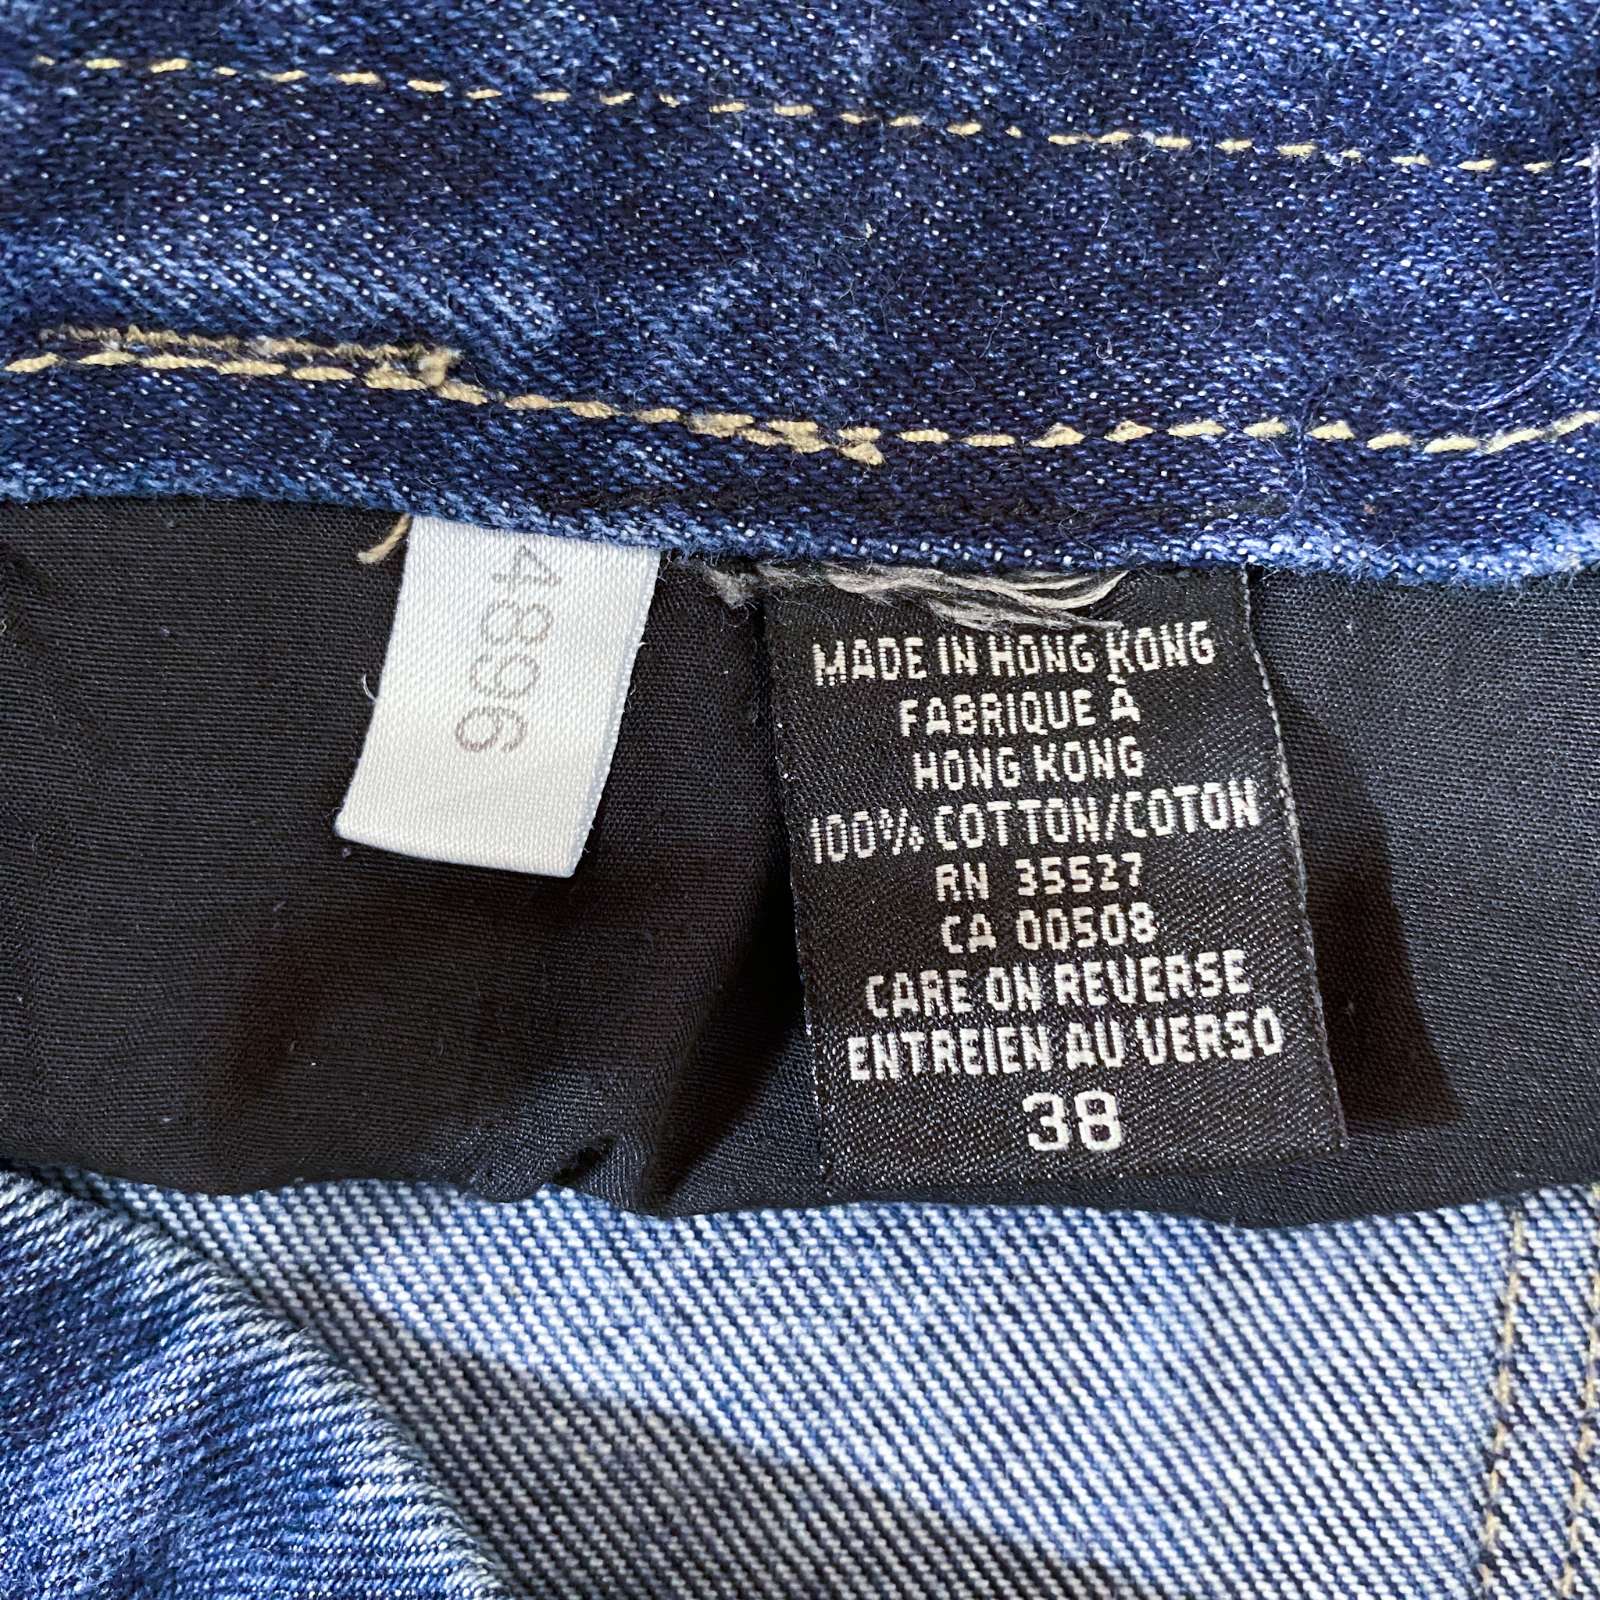 4896
MADE IN HONG KONG
FABRIQUE À
HONG KONG
100% COTTON/COTON
RN 35527
CA 00508
CARE ON REVERSE
ENTREIEN AU VERSO
38